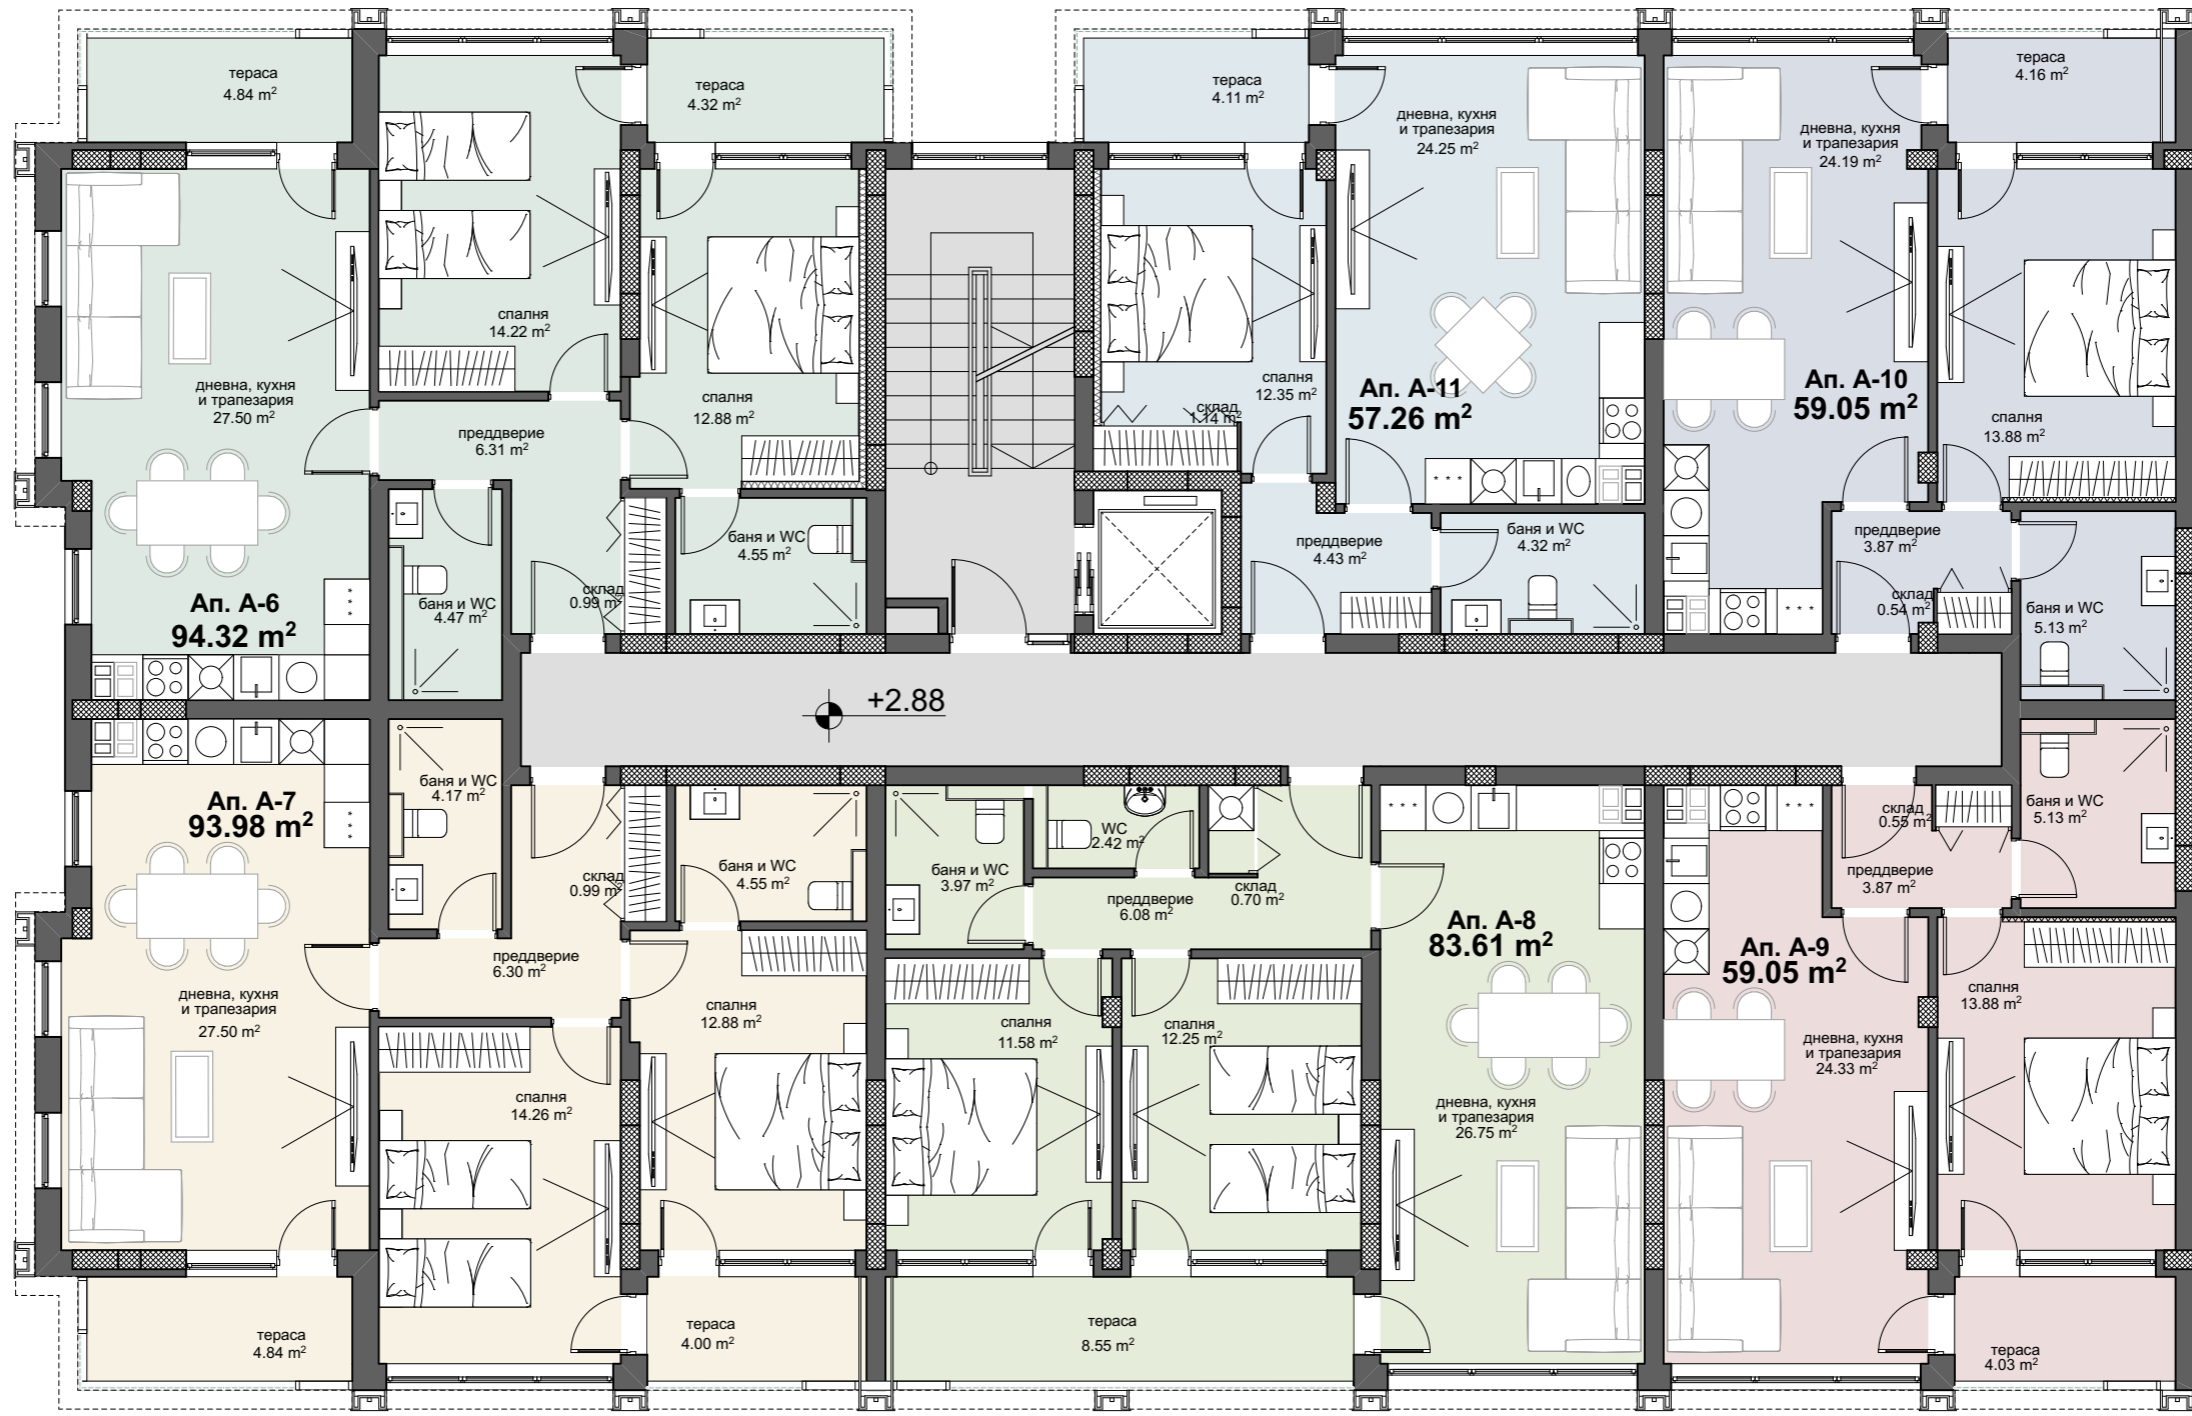 тераса
4.84 m²
тераса
4.32 m²
спалня
14.22 m²
дневна, кухня
и трапезария
27.50 m²
спалня
12.88 m²
преддверие
6.31 m²
баня и WC
4.47 m²
склад
0.99 m²
баня и WC
4.55 m²
Ап. А-6
94.32 m²
тераса
4.11 m²
дневна, кухня
и трапезария
24.25 m²
спалня
12.35 m²
склад
1.14 m²
Ап. А-11
57.26 m²
преддверие
4.43 m²
баня и WC
4.32 m²
тераса
4.16 m²
дневна, кухня
и трапезария
24.19 m²
Ап. А-10
59.05 m²
спалня
13.88 m²
преддверие
3.87 m²
склад
0.54 m²
баня и WC
5.13 m²
+2.88
Ап. А-7
93.98 m²
баня и WC
4.17 m²
склад
0.99 m²
баня и WC
4.55 m²
преддверие
6.30 m²
дневна, кухня
и трапезария
27.50 m²
спалня
12.88 m²
спалня
14.26 m²
тераса
4.84 m²
тераса
4.00 m²
WC
2.42 m²
баня и WC
3.97 m²
преддверие
6.08 m²
склад
0.70 m²
Ап. А-8
83.61 m²
спалня
11.58 m²
спалня
12.25 m²
дневна, кухня
и трапезария
26.75 m²
тераса
8.55 m²
склад
0.55 m²
баня и WC
5.13 m²
преддверие
3.87 m²
Ап. А-9
59.05 m²
спалня
13.88 m²
дневна, кухня
и трапезария
24.33 m²
тераса
4.03 m²